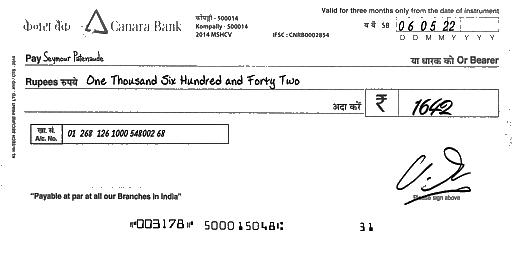 Valid for three months only from the date of instrument
केनरा बैंक Canara Bank
कोंपल्ली - 500014
Kompally - 500014
2014 MSHCV
IFSC : CNRB0002854
SB 06 05 22
D D M M Y Y Y Y
Pay Seymour Patenaude
या धारक को Or Bearer
Rupees रुपये One Thousand Six Hundred and Forty Two
अदा करें ₹ 1642
खा. सं.
A/c. No. 01 268 126 1000 548002 68
Please sign above
"Payable at par at all our Branches in India"
⑈003178⑈ 500015048⑆ 31